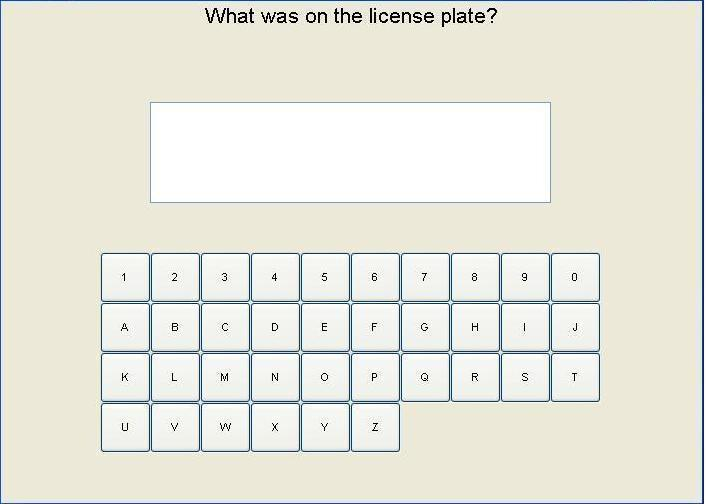 What was on the license plate?
1 2 3 4 5 6 7 8 9 0
A B C D E F G H I J
K L M N O P Q R S T
U V W X Y Z